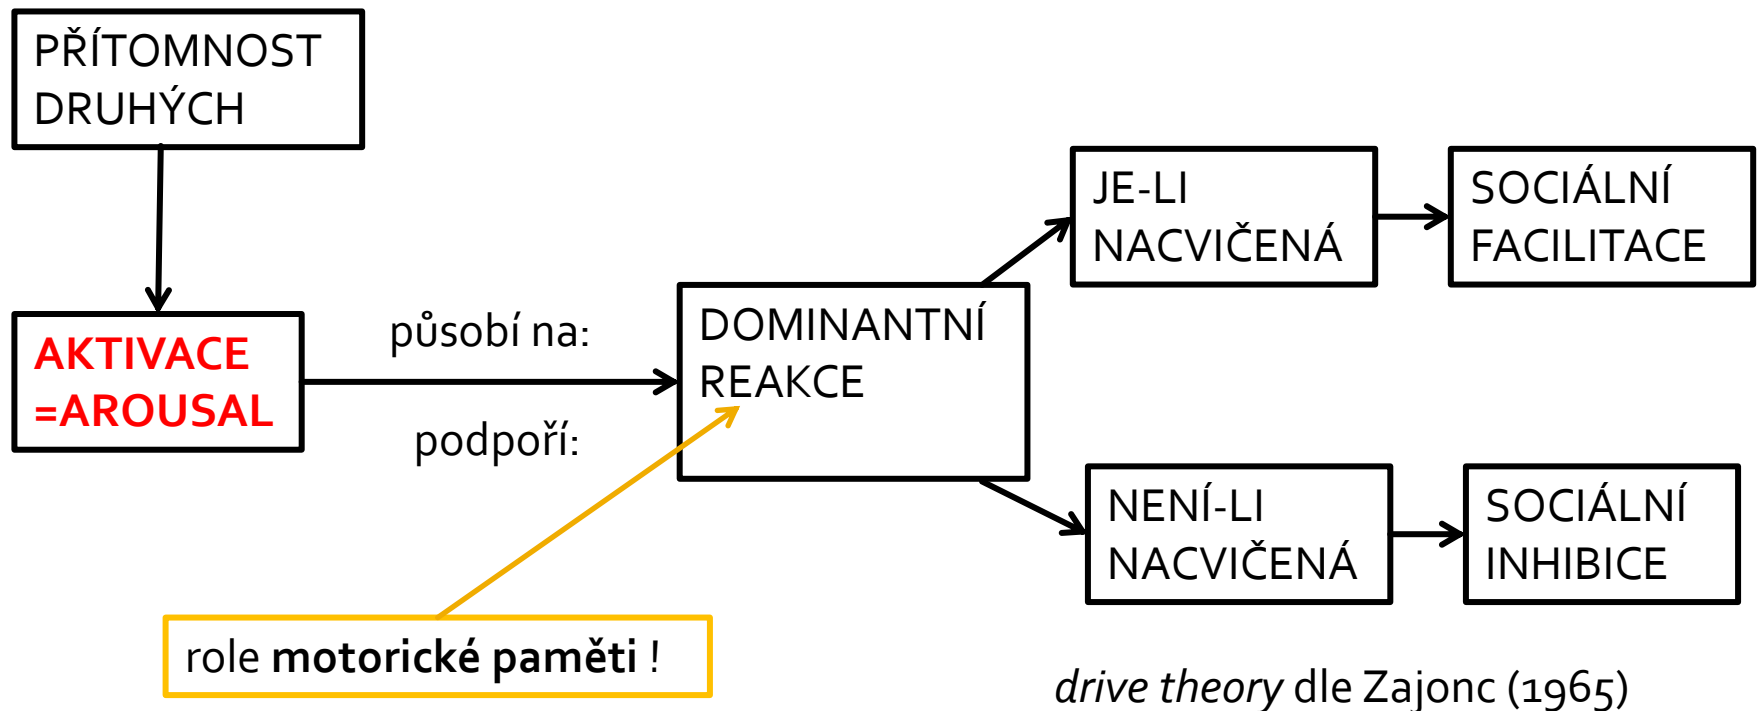 PŘÍTOMNOST
DRUHÝCH
AKTIVACE
=AROUSAL
působí na:
podpoří:
DOMINANTNÍ
REAKCE
JE-LI
NACVIČENÁ
SOCIÁLNÍ
FACILITACE
NENÍ-LI
NACVIČENÁ
SOCIÁLNÍ
INHIBICE
role motorické paměti !
drive theory dle Zajonc (1965)